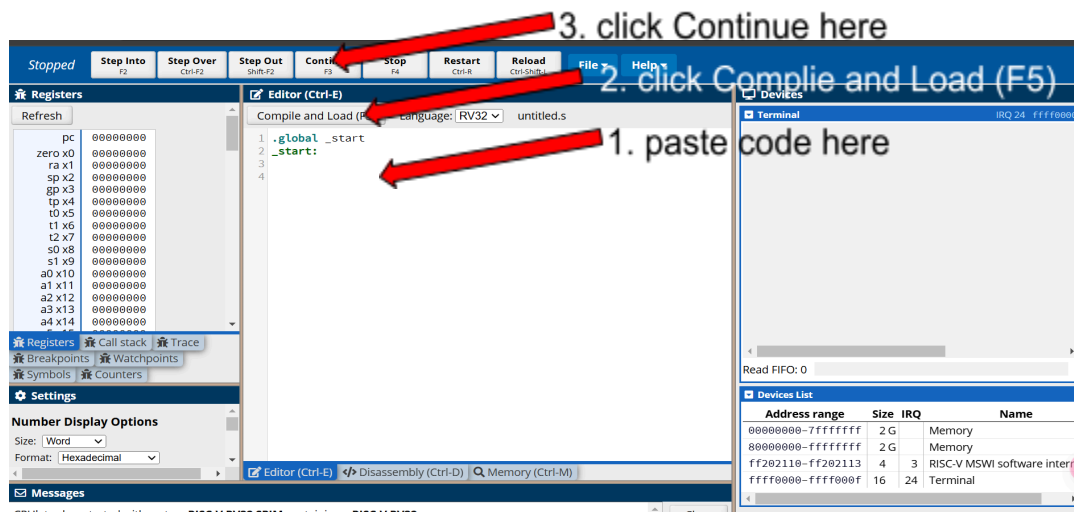 3. click Continue here
Stopped
Step Into
F2
Step Over
Ctrl-F2
Step Out
Shift-F2
F3
Stop
F4
Restart
Ctrl-R
Reload
Ctrl-Shift-L
File
Help
2. click Complie and Load (F5)
Registers
Editor (Ctrl-E)
Devices
Refresh
Compile and Load
Language: RV32
untitled.s
Terminal
IRQ 24
1. paste code here
1 .global _start
2 _start:
3
4
pc 00000000
zero x0 00000000
ra x1 00000000
sp x2 00000000
gp x3 00000000
tp x4 00000000
t0 x5 00000000
t1 x6 00000000
t2 x7 00000000
s0 x8 00000000
s1 x9 00000000
a0 x10 00000000
a1 x11 00000000
a2 x12 00000000
a3 x13 00000000
a4 x14 00000000
Registers Call stack Trace
Breakpoints Watchpoints
Symbols Counters
Settings
Number Display Options
Size: Word
Format: Hexadecimal
Editor (Ctrl-E) Disassembly (Ctrl-D) Memory (Ctrl-M)
Messages
Read FIFO: 0
Devices List
Address range Size IRQ Name
00000000-7fffffff 2 G Memory
80000000-ffffffff 2 G Memory
ff202110-ff202113 4 3 RISC-V MSWI software
ffff0000-ffff000f 16 24 Terminal